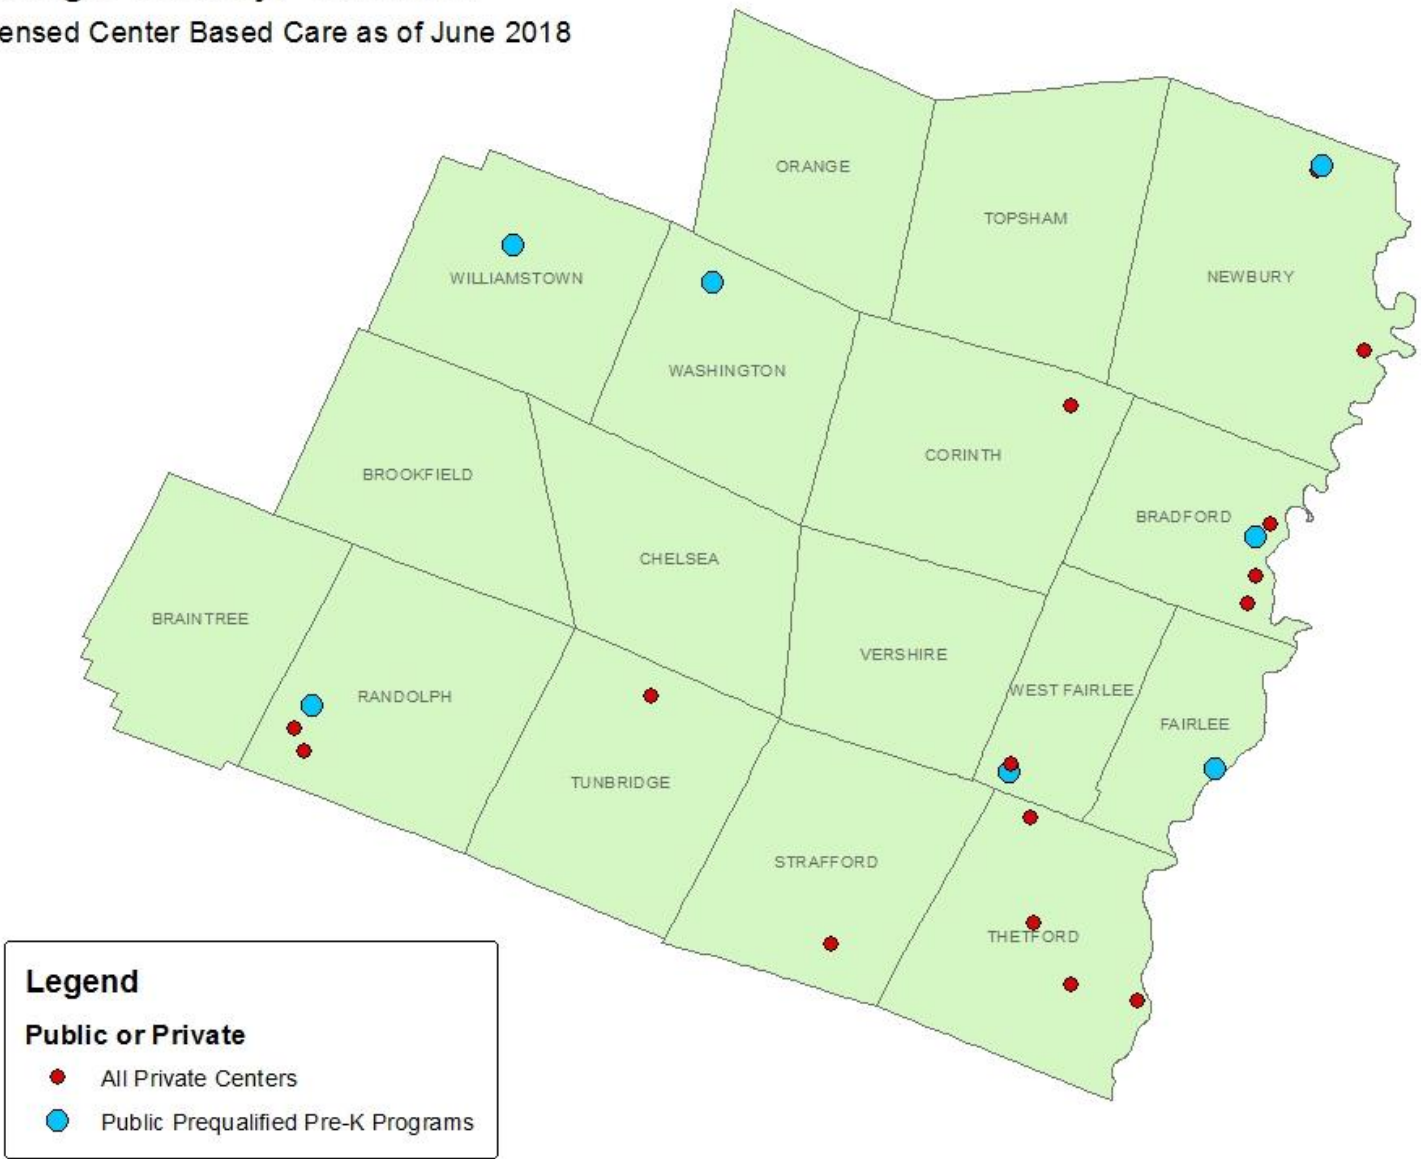 ensed Center Based Care as of June 2018
ORANGE
TOPSHAM
NEWBURY
WILLIAMSTOWN
WASHINGTON
CORINTH
BROOKFIELD
BRADFORD
CHELSEA
BRAINTREE
VERSHIRE
WEST FAIRLEE
RANDOLPH
FAIRLEE
TUNBRIDGE
STRAFFORD
THETFORD
Legend
Public or Private
All Private Centers
Public Prequalified Pre-K Programs